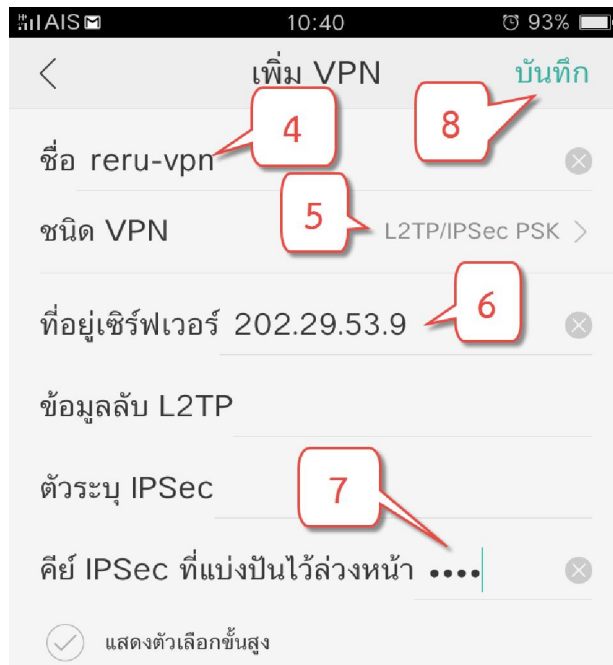 AIS 10:40 93%
เพิ่ม VPN บันทึก
4 8
ชื่อ reru-vpn
5
ชนิด VPN L2TP/IPSec PSK
6
ที่อยู่เซิร์ฟเวอร์ 202.29.53.9
ข้อมูลลับ L2TP
ตัวระบุ IPSec
7
คีย์ IPSec ที่แบ่งปันไว้ล่วงหน้า ••••
แสดงตัวเลือกขั้นสูง